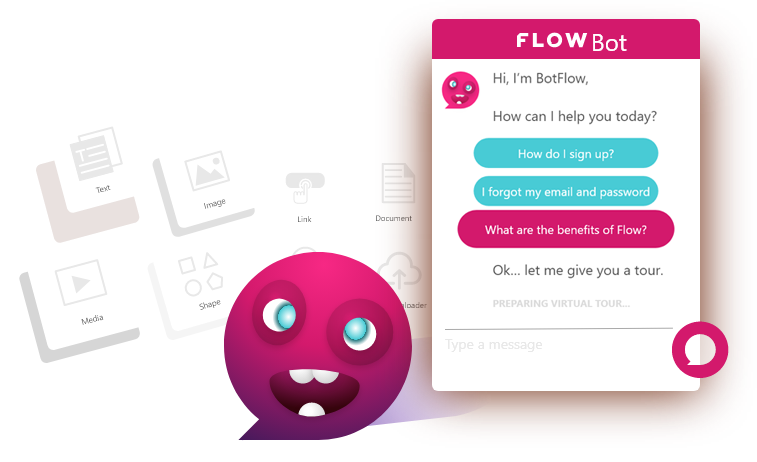 FLOW Bot
Hi, I'm BotFlow,
How can I help you today?
How do I sign up?
I forgot my email and password
What are the benefits of Flow?
Ok... let me give you a tour.
PREPARING VIRTUAL TOUR...
Type a message
Text
Image
Link
Document
Media
Shape